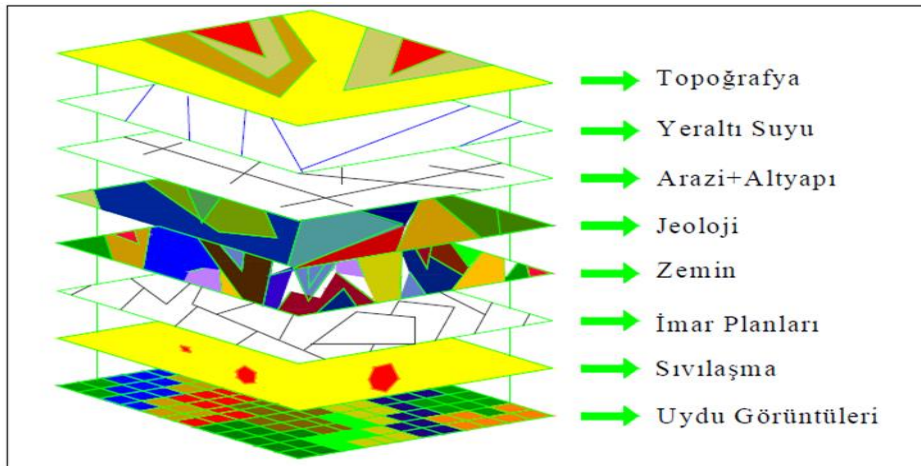 Topoğrafya
Yeraltı Suyu
Arazi+Altyapı
Jeoloji
Zemin
İmar Planları
Sıvılaşma
Uydu Görüntüleri